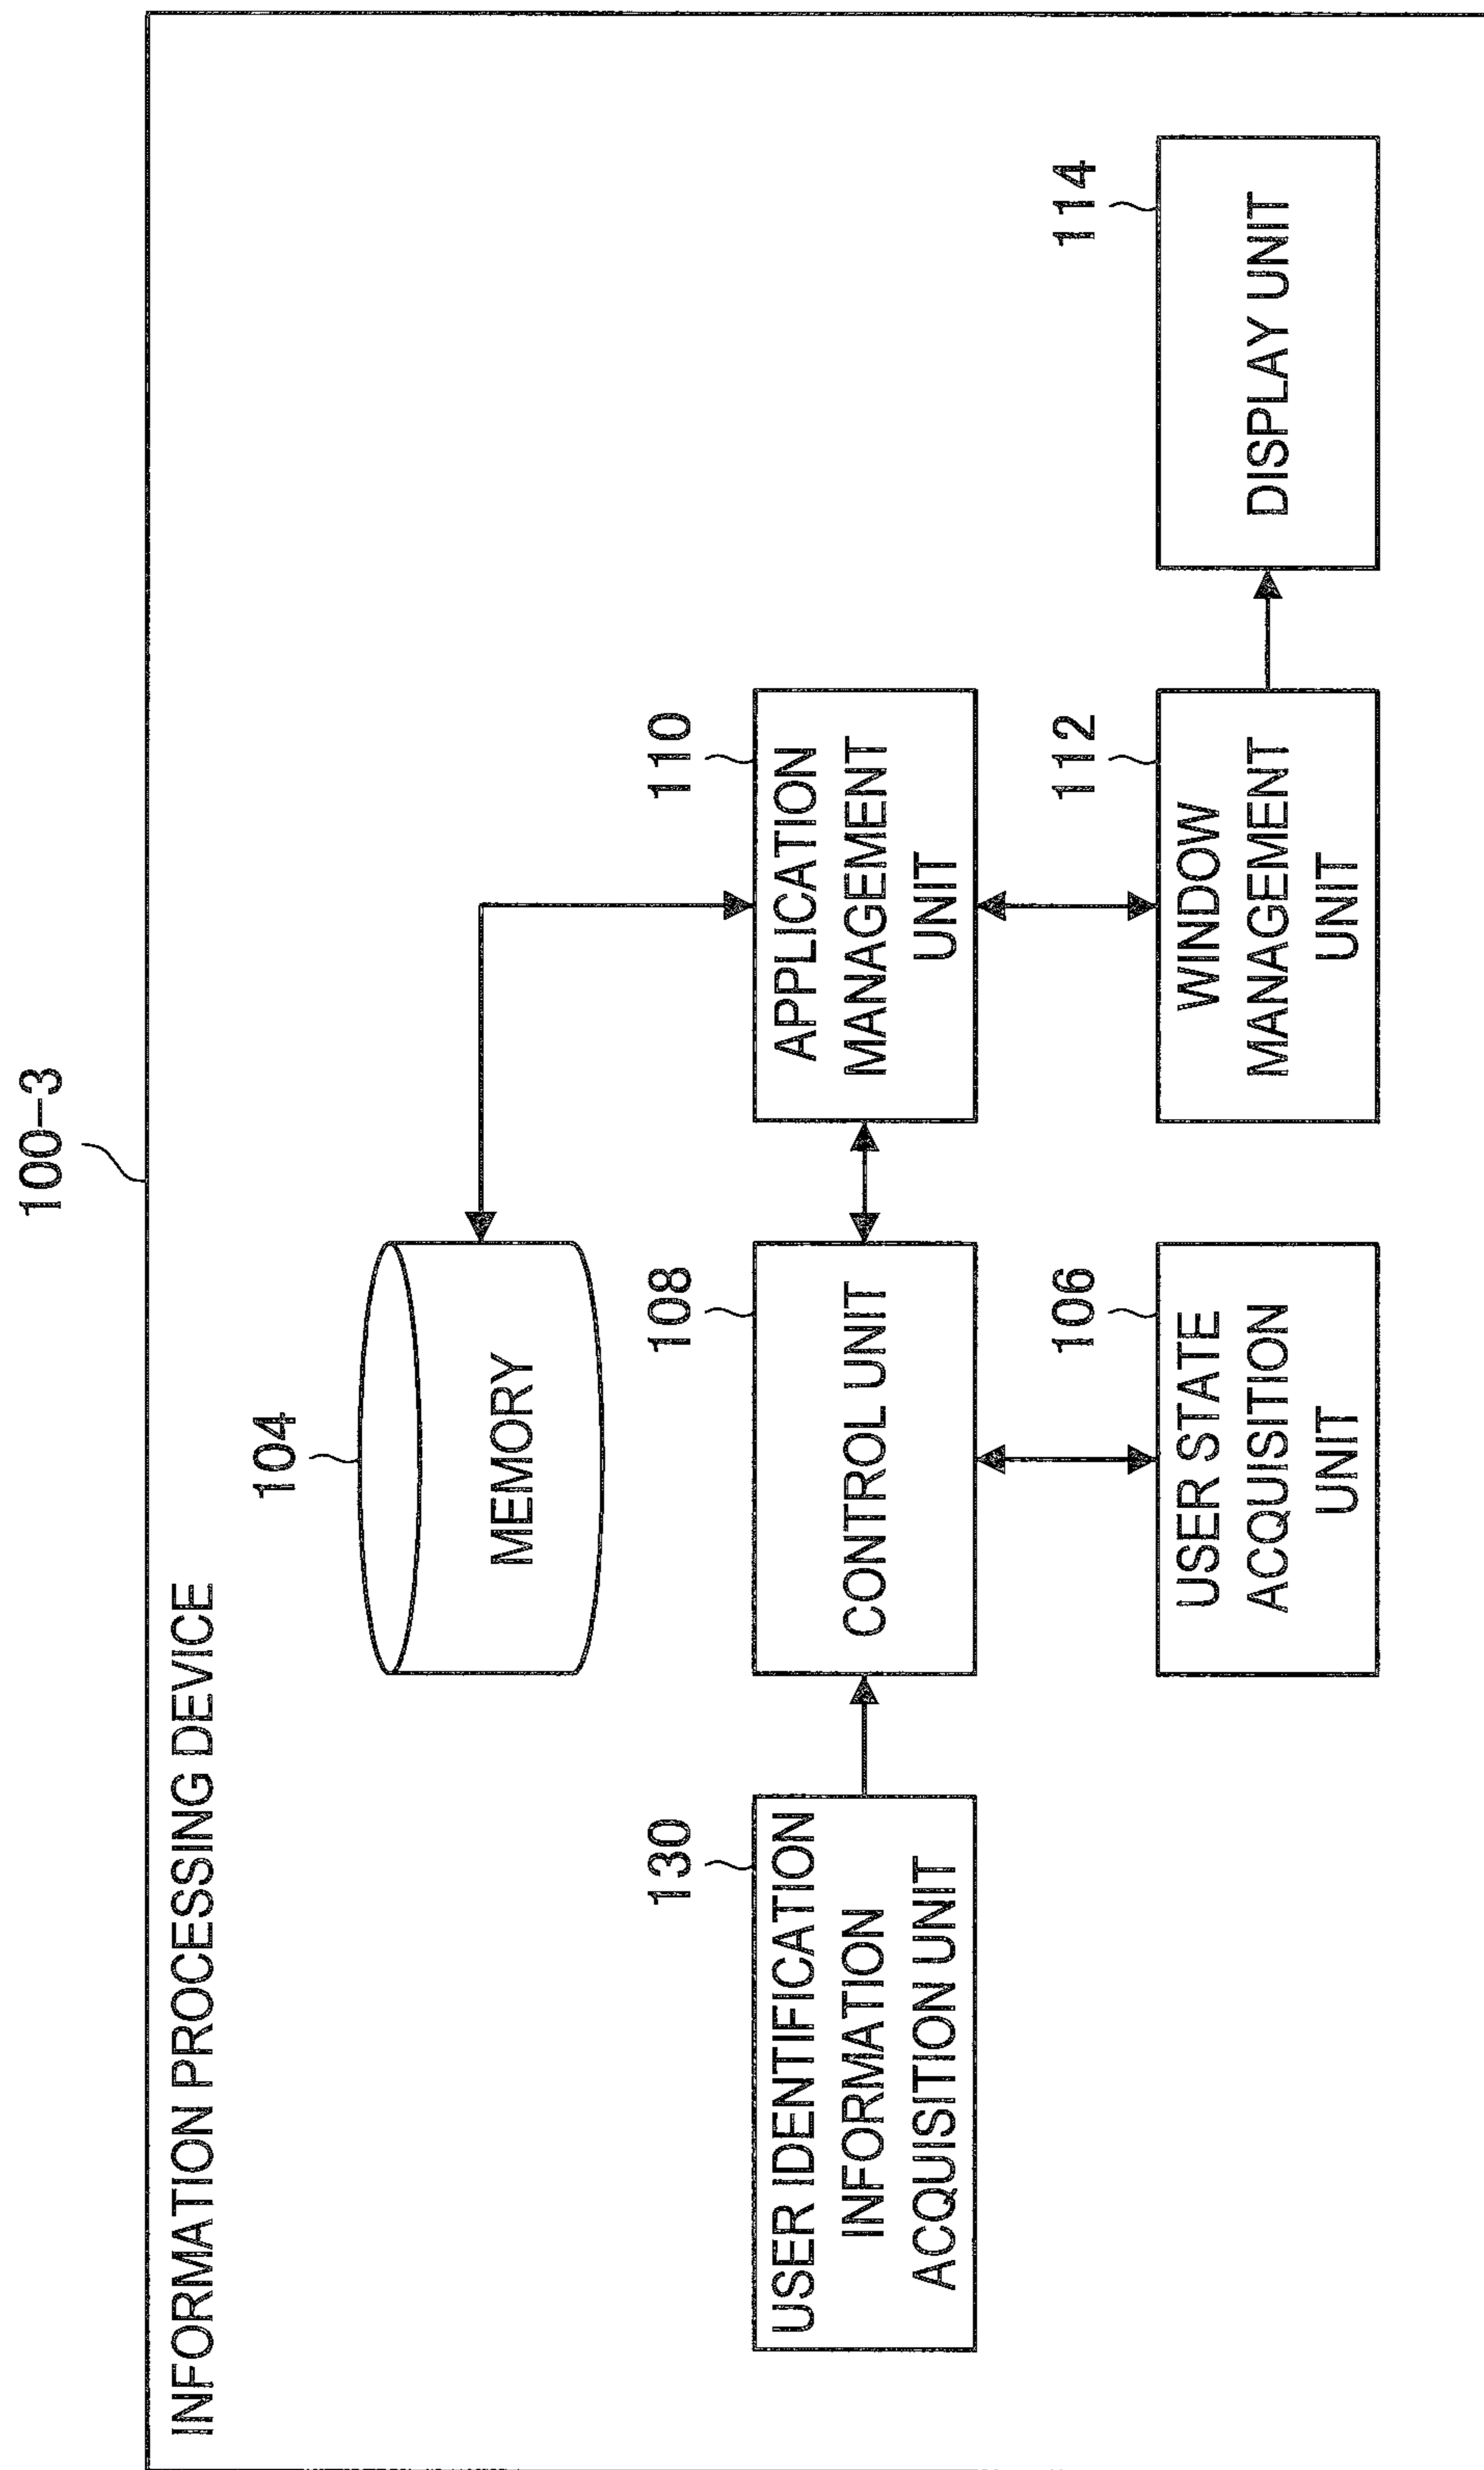 100-3
INFORMATION PROCESSING DEVICE
104
MEMORY
130
USER IDENTIFICATION
INFORMATION
ACQUISITION UNIT
108
CONTROL UNIT
110
APPLICATION
MANAGEMENT
UNIT
106
USER STATE
ACQUISITION
UNIT
112
WINDOW
MANAGEMENT
UNIT
114
DISPLAY UNIT